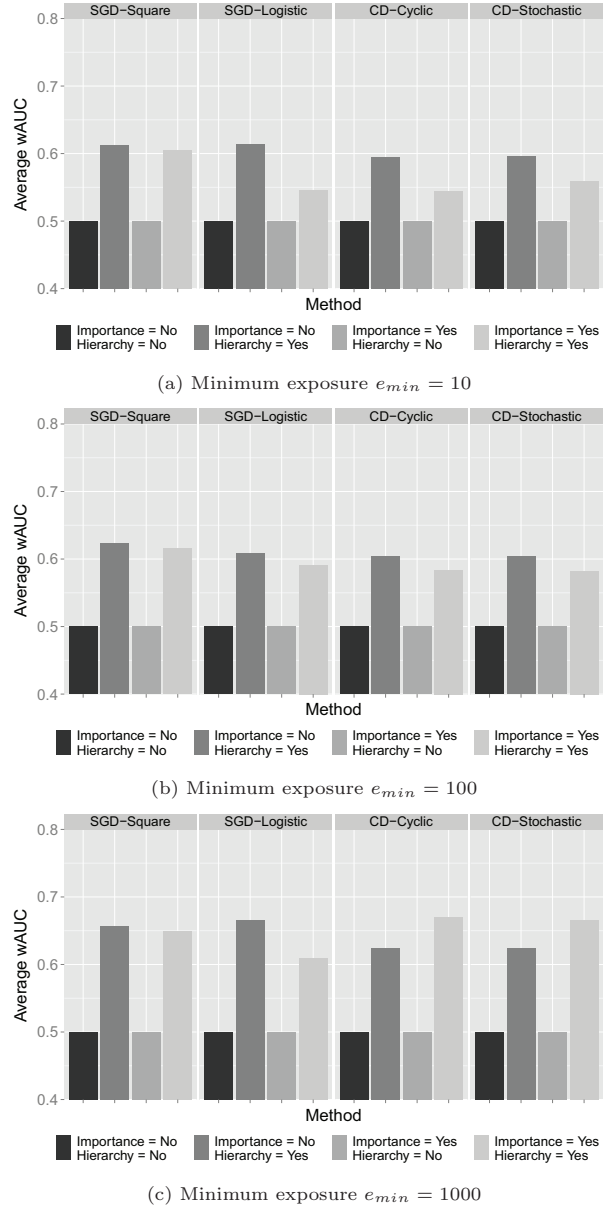 SGD−Square SGD−Logistic CD−Cyclic CD−Stochastic
0.8
0.7
0.6
0.5
0.4
Average wAUC
Method
Importance = No Importance = No Importance = Yes Importance = Yes
Hierarchy = No Hierarchy = Yes Hierarchy = No Hierarchy = Yes
(a) Minimum exposure e_min = 10
SGD−Square SGD−Logistic CD−Cyclic CD−Stochastic
0.8
0.7
0.6
0.5
0.4
Average wAUC
Method
Importance = No Importance = No Importance = Yes Importance = Yes
Hierarchy = No Hierarchy = Yes Hierarchy = No Hierarchy = Yes
(b) Minimum exposure e_min = 100
SGD−Square SGD−Logistic CD−Cyclic CD−Stochastic
0.8
0.7
0.6
0.5
0.4
Average wAUC
Method
Importance = No Importance = No Importance = Yes Importance = Yes
Hierarchy = No Hierarchy = Yes Hierarchy = No Hierarchy = Yes
(c) Minimum exposure e_min = 1000